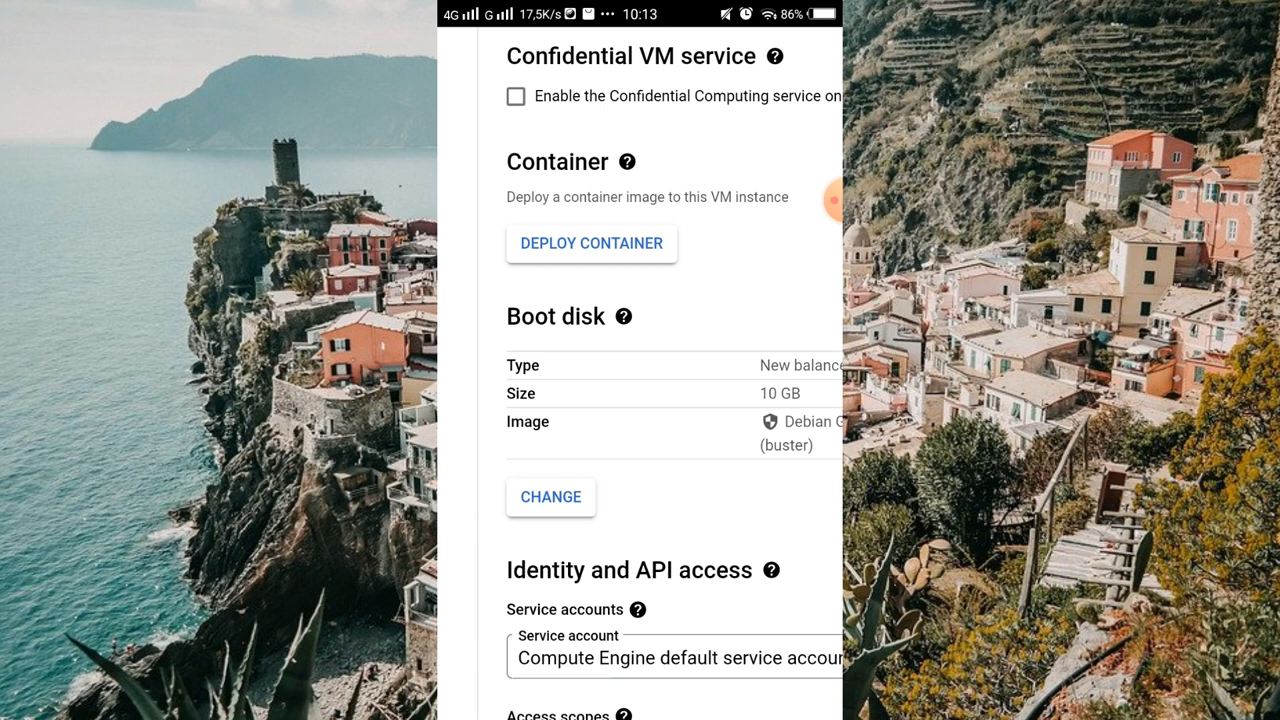 4G G 17,5K/s 10:13 86%
Confidential VM service
Enable the Confidential Computing service on
Container
Deploy a container image to this VM instance
DEPLOY CONTAINER
Boot disk
Type New balanc
Size 10 GB
Image Debian
(buster)
CHANGE
Identity and API access
Service accounts
Service account
Compute Engine default service accou
Access scopes